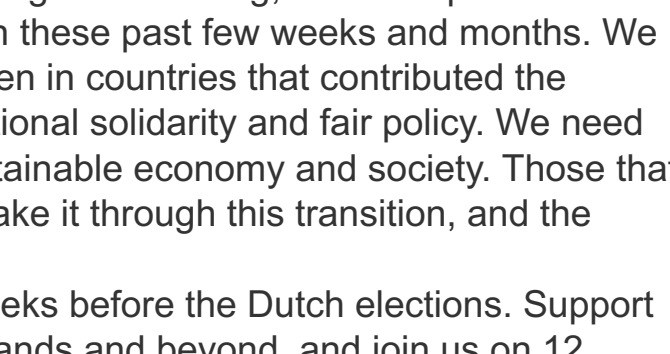 n these past few weeks and months. We
en in countries that contributed the
ional solidarity and fair policy. We need
tainable economy and society. Those that
ake it through this transition, and the
eks before the Dutch elections. Support
ands and beyond, and join us on 12